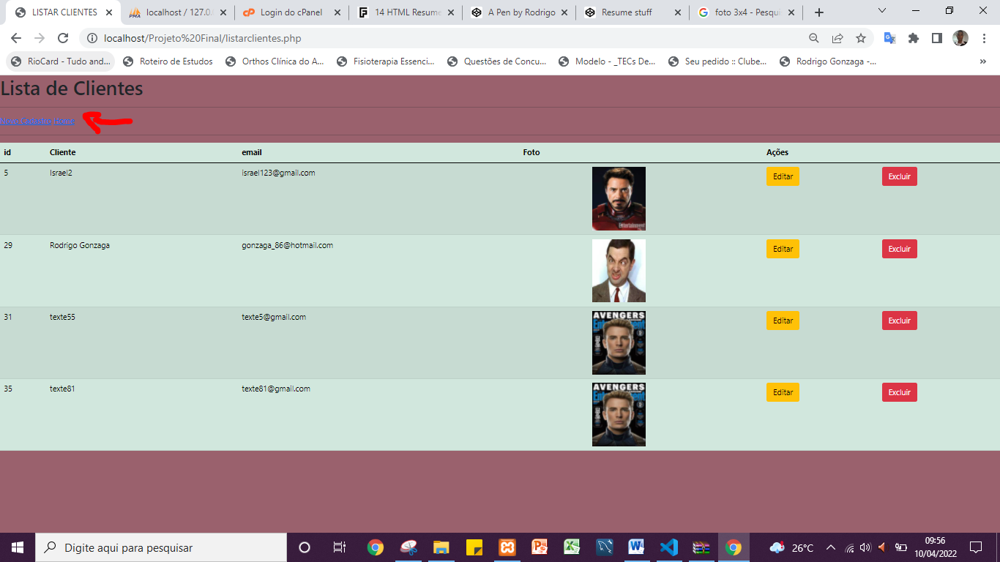 LISTAR CLIENTES
localhost / 127.0.
Login do cPanel
14 HTML Resume
A Pen by Rodrigo
Resume stuff
foto 3x4 - Pesqui
localhost/Projeto%20Final/listarclientes.php
RioCard - Tudo and...
Roteiro de Estudos
Orthos Clínica do A...
Fisioterapia Essenci...
Questões de Concu...
Modelo - _TECs De...
Seu pedido :: Clube...
Rodrigo Gonzaga -...
»
Lista de Clientes
Novo Cadastro Home
id Cliente email Foto Ações
5 Israel2 israel123@gmail.com Editar Excluir
29 Rodrigo Gonzaga gonzaga_86@hotmail.com Editar Excluir
31 texte55 texte5@gmail.com Editar Excluir
AVENGERS
35 texte81 texte81@gmail.com Editar Excluir
AVENGERS
Digite aqui para pesquisar
26°C
09:56
10/04/2022